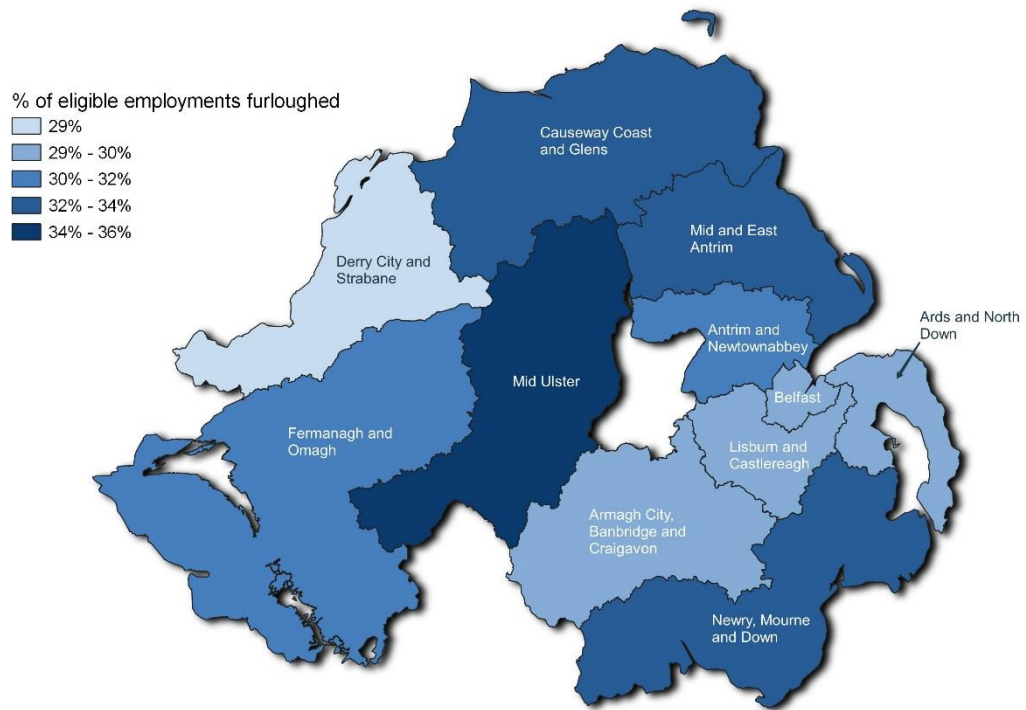 % of eligible employments furloughed
29%
29% - 30%
30% - 32%
32% - 34%
34% - 36%
Causeway Coast
and Glens
Mid and East
Antrim
Derry City and
Strabane
Ards and North
Down
Antrim and
Newtownabbey
Mid Ulster
Belfast
Fermanagh and
Omagh
Lisburn and
Castlereagh
Armagh City,
Banbridge and
Craigavon
Newry, Mourne
and Down